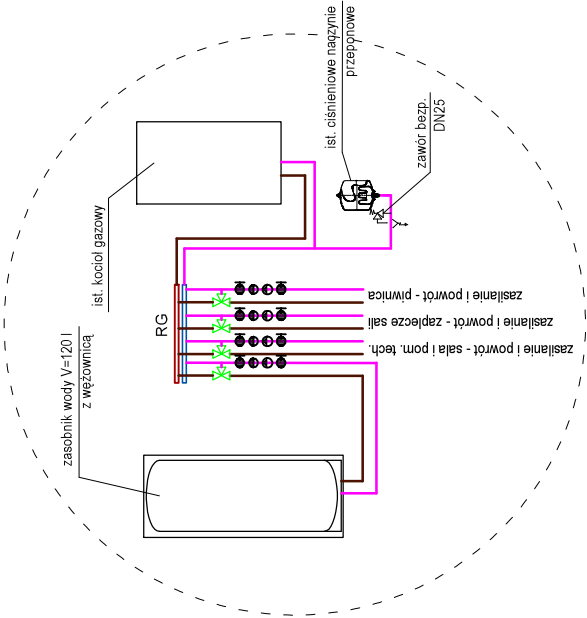 ist. ciśnieniowe naczynie
przeponowe
zawór bezp.
DN25
ist. kocioł gazowy
RG
zasilanie i powrót - piwnica
zasilanie i powrót - zaplecze sali
zasilanie i powrót - sala i pom. tech.
zasobnik wody V=120 l
z wężownicą